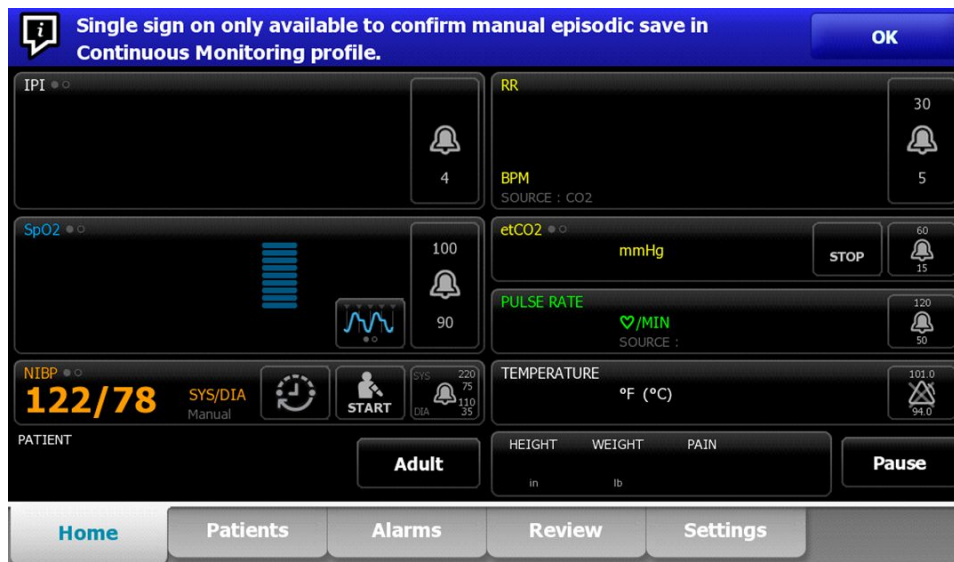 Single sign on only available to confirm manual episodic save in
Continuous Monitoring profile.
OK
IPI
4
RR
BPM
SOURCE : CO2
30
5
SpO2
100
90
etCO2
mmHg
STOP
60
15
PULSE RATE
/MIN
SOURCE :
120
50
NIBP
122/78
SYS/DIA
Manual
START
SYS 220
75
110
DIA 35
TEMPERATURE
°F (°C)
101.0
94.0
PATIENT
Adult
HEIGHT WEIGHT PAIN
in lb
Pause
Home Patients Alarms Review Settings